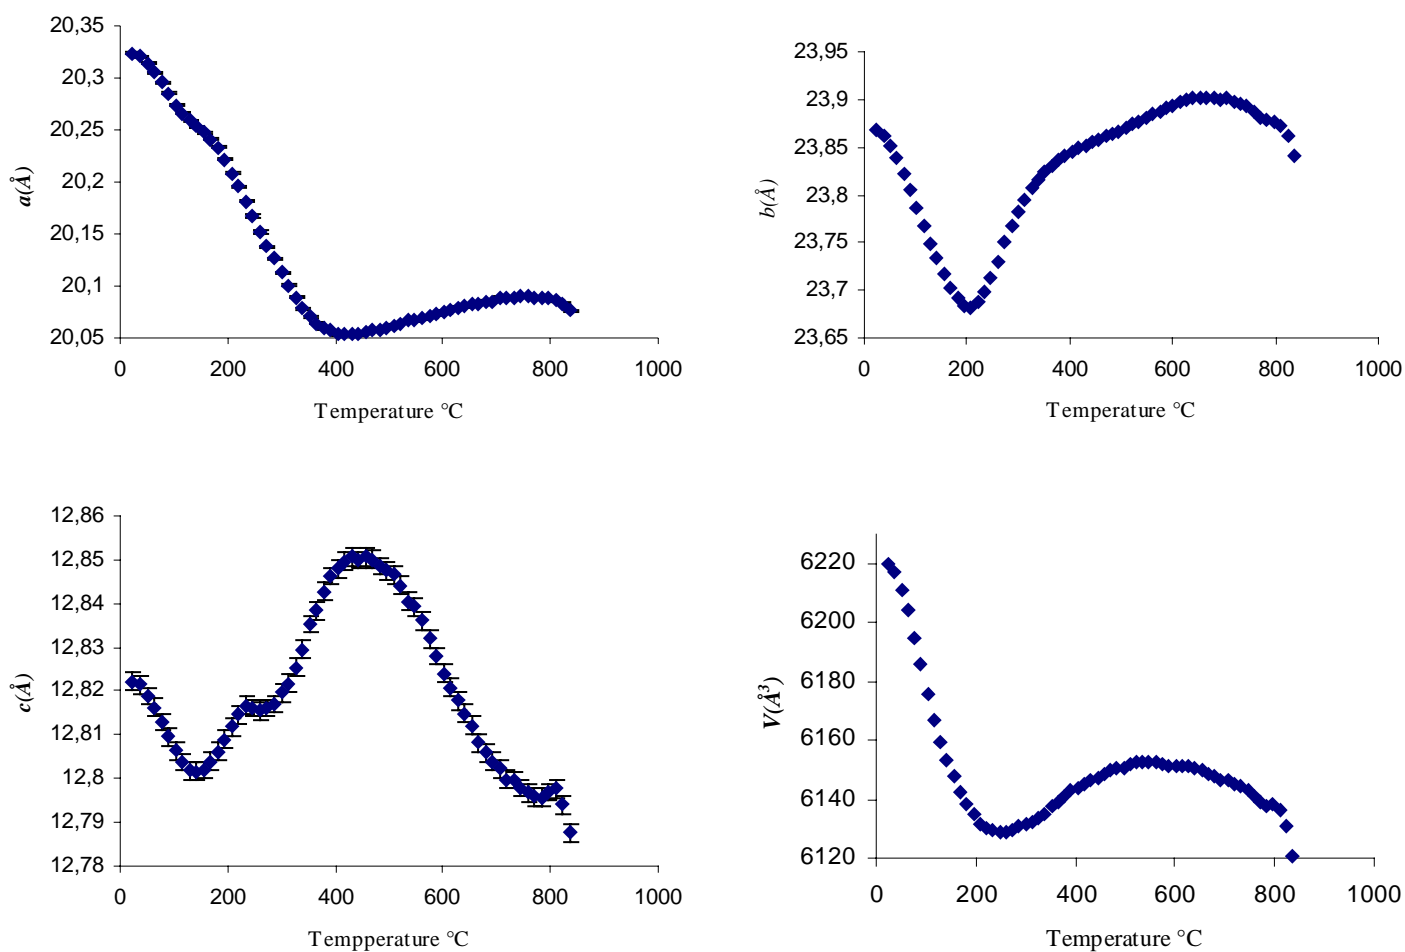 20,35
20,3
20,25
20,2
20,15
20,1
20,05
a(Å)
0 200 400 600 800 1000
Temperature °C
23,95
23,9
23,85
23,8
23,75
23,7
23,65
b(Å)
0 200 400 600 800 1000
Temperature °C
12,86
12,85
12,84
12,83
12,82
12,81
12,8
12,79
12,78
c(Å)
0 200 400 600 800 1000
Tempperature °C
6220
6200
6180
6160
6140
6120
V(Å³)
0 200 400 600 800 1000
Temperature °C